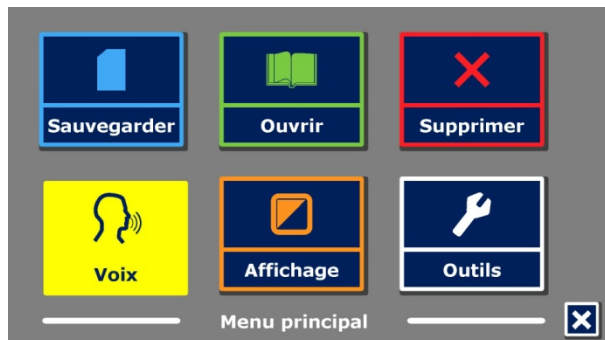 Sauvegarder
Ouvrir
Supprimer
Voix
Affichage
Outils
Menu principal